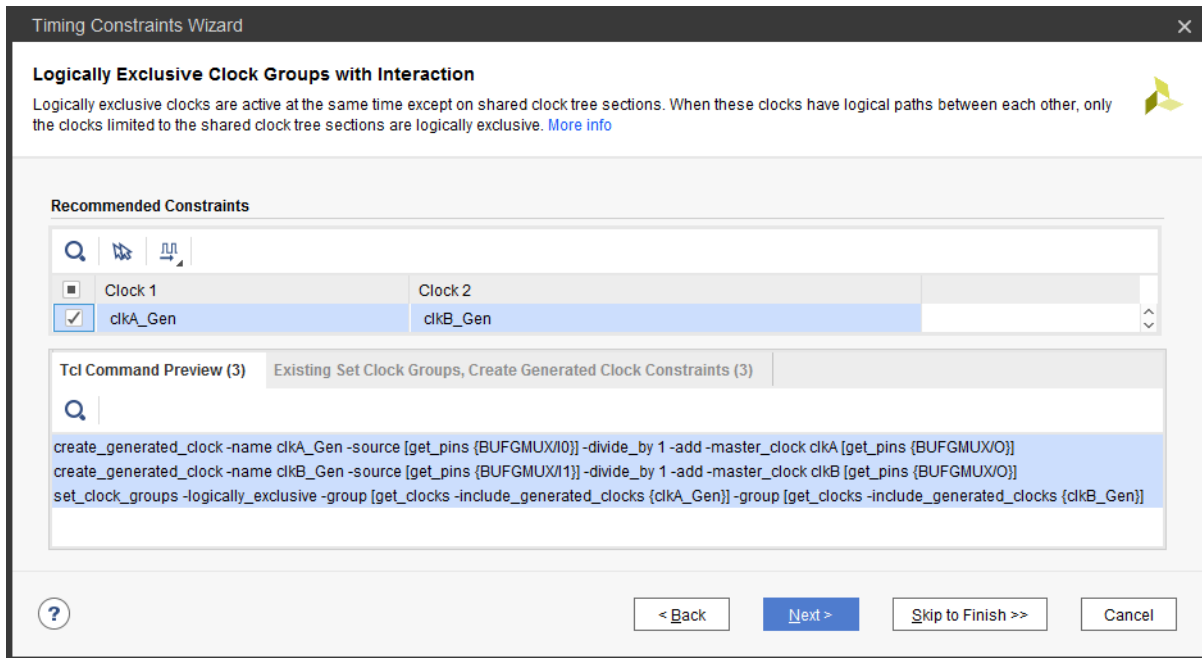 Timing Constraints Wizard
Logically Exclusive Clock Groups with Interaction
Logically exclusive clocks are active at the same time except on shared clock tree sections. When these clocks have logical paths between each other, only
the clocks limited to the shared clock tree sections are logically exclusive. More info
Recommended Constraints
Clock 1 Clock 2
clkA_Gen clkB_Gen
Tcl Command Preview (3) Existing Set Clock Groups, Create Generated Clock Constraints (3)
create_generated_clock -name clkA_Gen -source [get_pins {BUFGMUX/I0}] -divide_by 1 -add -master_clock clkA [get_pins {BUFGMUX/O}]
create_generated_clock -name clkB_Gen -source [get_pins {BUFGMUX/I1}] -divide_by 1 -add -master_clock clkB [get_pins {BUFGMUX/O}]
set_clock_groups -logically_exclusive -group [get_clocks -include_generated_clocks {clkA_Gen}] -group [get_clocks -include_generated_clocks {clkB_Gen}]
? < Back Next > Skip to Finish >> Cancel